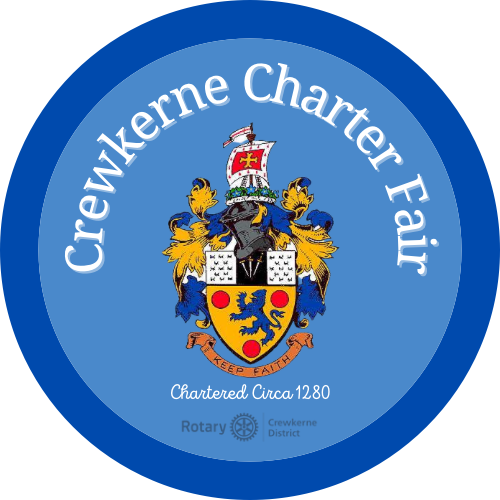 Crewkerne Charter Fair
KEEP FAITH
Chartered Circa 1280
Rotary
Crewkerne
District